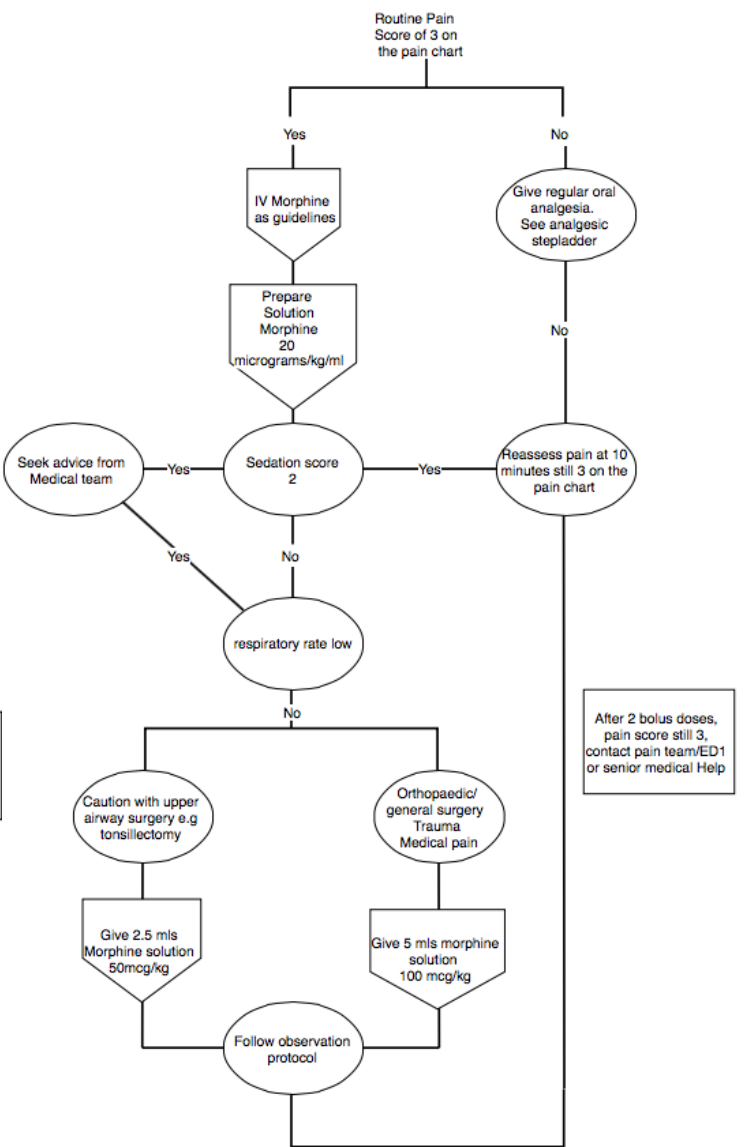 Routine Pain
Score of 3 on
the pain chart
Yes
No
IV Morphine
as guidelines
Give regular oral
analgesia.
See analgesic
stepladder
Prepare
Solution
Morphine
20
micrograms/kg/ml
No
Seek advice from
Medical team
Yes
Sedation score
2
Yes
Reassess pain at 10
minutes still 3 on the
pain chart
Yes
No
respiratory rate low
No
After 2 bolus doses,
pain score still 3,
contact pain team/ED1
or senior medical Help
Caution with upper
airway surgery e.g
tonsillectomy
Orthopaedic/
general surgery
Trauma
Medical pain
Give 2.5 mls
Morphine solution
50mcg/kg
Give 5 mls morphine
solution
100 mcg/kg
Follow observation
protocol